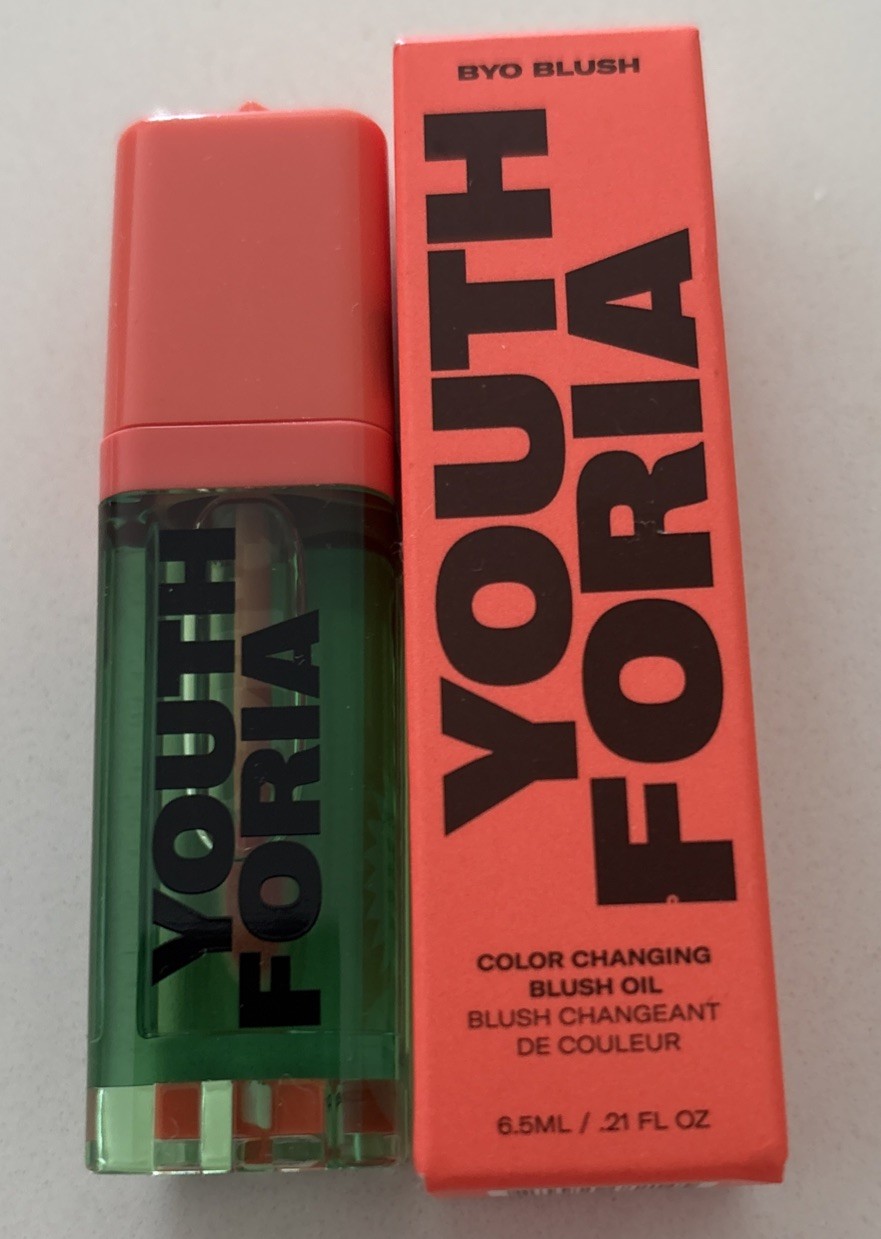 YOUTH
FORIA
BYO BLUSH
YOUTH
FORIA
COLOR CHANGING
BLUSH OIL
BLUSH CHANGEANT
DE COULEUR
6.5ML / .21 FL OZ